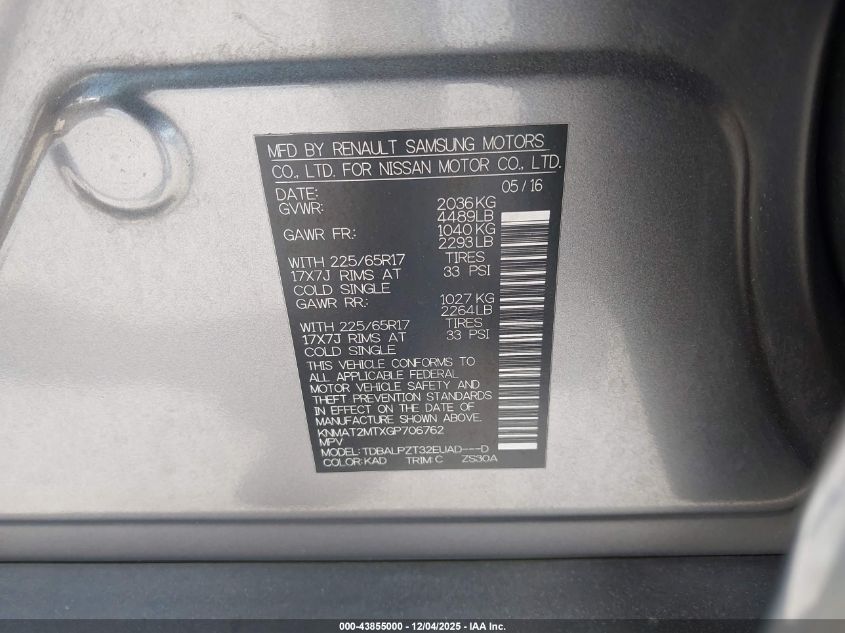 MFD BY RENAULT SAMSUNG MOTORS
CO., LTD. FOR NISSAN MOTOR CO., LTD.
DATE: 05/16
GVWR: 2036KG
4489LB
GAWR FR.: 1040KG
2293LB
WITH 225/65R17 TIRES
17X7J RIMS AT 33 PSI
COLD SINGLE
GAWR RR.: 1027KG
2264LB
WITH 225/65R17 TIRES
17X7J RIMS AT 33 PSI
COLD SINGLE
THIS VEHICLE CONFORMS TO
ALL APPLICABLE FEDERAL
MOTOR VEHICLE SAFETY AND
THEFT PREVENTION STANDARDS
IN EFFECT ON THE DATE OF
MANUFACTURE SHOWN ABOVE.
KNMAT2MTXGP706762
MPV
MODEL: TDBALPZT32EUAD---D
COLOR:KAD TRIM:C ZS30A
000-43855000 - 12/04/2025 - IAA Inc.